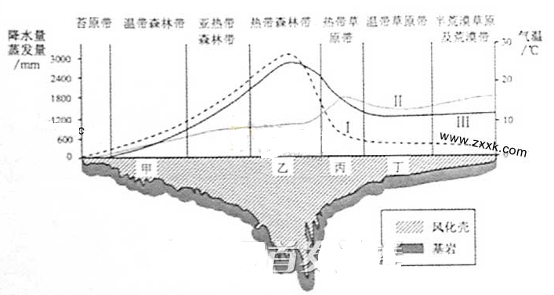 降水量
蒸发量
/mm
苔原带
温带森林带
亚热带
森林带
热带森林带
热带草
原带
温带草原带
半荒漠草原
及荒漠带
气温
/℃
3000
2400
1800
1200
600
0
30
20
10
I
II
III
www.zxxk.com
甲
乙
丙
丁
风化壳
基岩